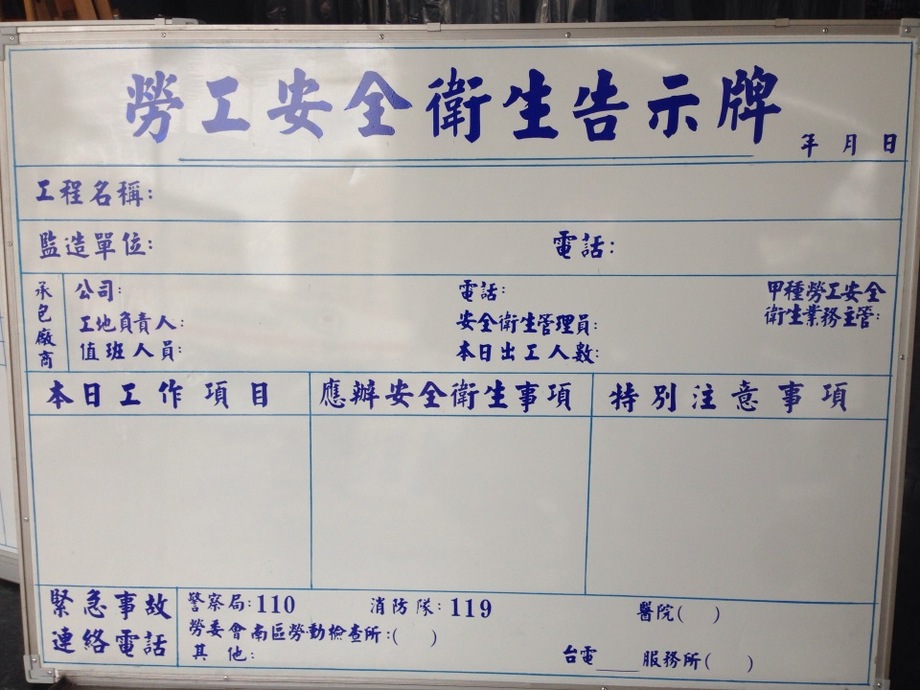 勞工安全衛生告示牌
年 月 日
工程名稱:
監造單位: 電話:
承包廠商
公司: 電話: 甲種勞工安全
衛生業務主管:
工地負責人: 安全衛生管理員:
值班人員: 本日出工人數:
本日工作項目 應辦安全衛生事項 特別注意事項
緊急事故
連絡電話
警察局:110 消防隊:119 醫院( )
勞委會南區勞動檢查所:( )
其 他: 台電____服務所( )